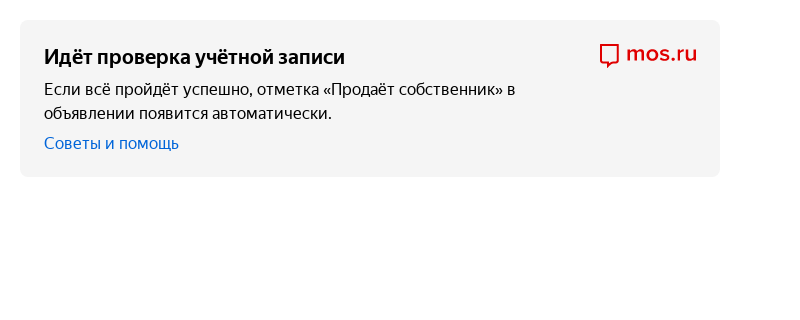 Идёт проверка учётной записи
mos.ru
Если всё пройдёт успешно, отметка «Продаёт собственник» в
объявлении появится автоматически.
Советы и помощь